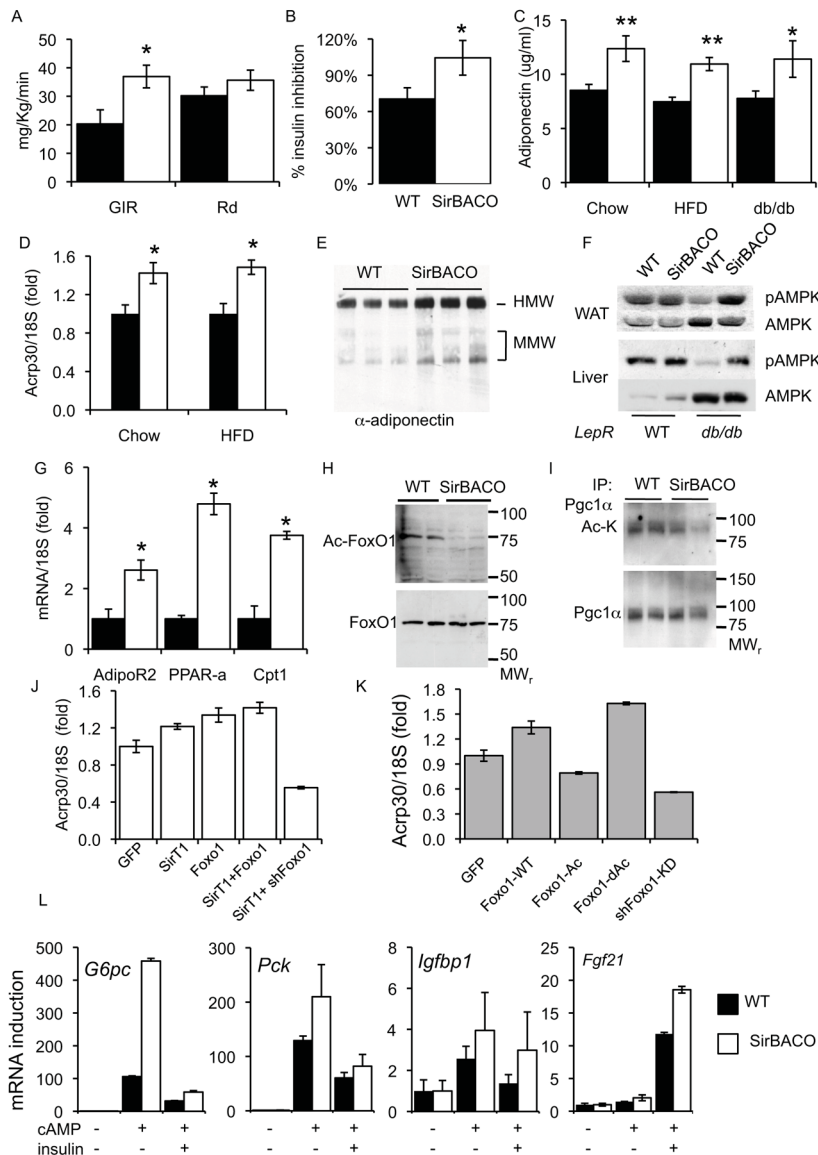 A
mg/Kg/min
50
40
30
20
10
0
*
GIR
Rd
B
% insulin inhibition
120%
90%
60%
30%
0%
*
WT SirBACO
C
Adiponectin (ug/ml)
15
10
5
0
**
**
*
Chow
HFD
db/db
D
Acrp30/18S (fold)
1.6
1.2
0.8
0.4
0.0
*
*
Chow
HFD
E
WT
SirBACO
HMW
MMW
α-adiponectin
F
WT
SirBACO
WT
SirBACO
WAT
pAMPK
AMPK
Liver
pAMPK
AMPK
LepR
WT
db/db
G
mRNA/18S (fold)
6
4
2
0
*
*
*
AdipoR2
PPAR-a
Cpt1
H
WT SirBACO
Ac-FoxO1
100
75
50
FoxO1
100
75
50
MWr
I
IP:
Pgc1α
WT SirBACO
Ac-K
100
75
Pgc1α
150
100
75
MWr
J
Acrp30/18S (fold)
1.6
1.2
0.8
0.4
0.0
GFP
SirT1
Foxo1
SirT1+Foxo1
SirT1+ shFoxo1
K
Acrp30/18S (fold)
1.8
1.5
1.2
0.9
0.6
0.3
0.0
GFP
Foxo1-WT
Foxo1-Ac
Foxo1-dAc
shFoxo1-KD
L
mRNA induction
500
400
300
200
100
0
G6pc
300
200
100
0
Pck
8
6
4
2
0
Igfbp1
25
20
15
10
5
0
Fgf21
WT
SirBACO
cAMP - + + - + + - + + - + +
insulin - - + - - + - - + - - +